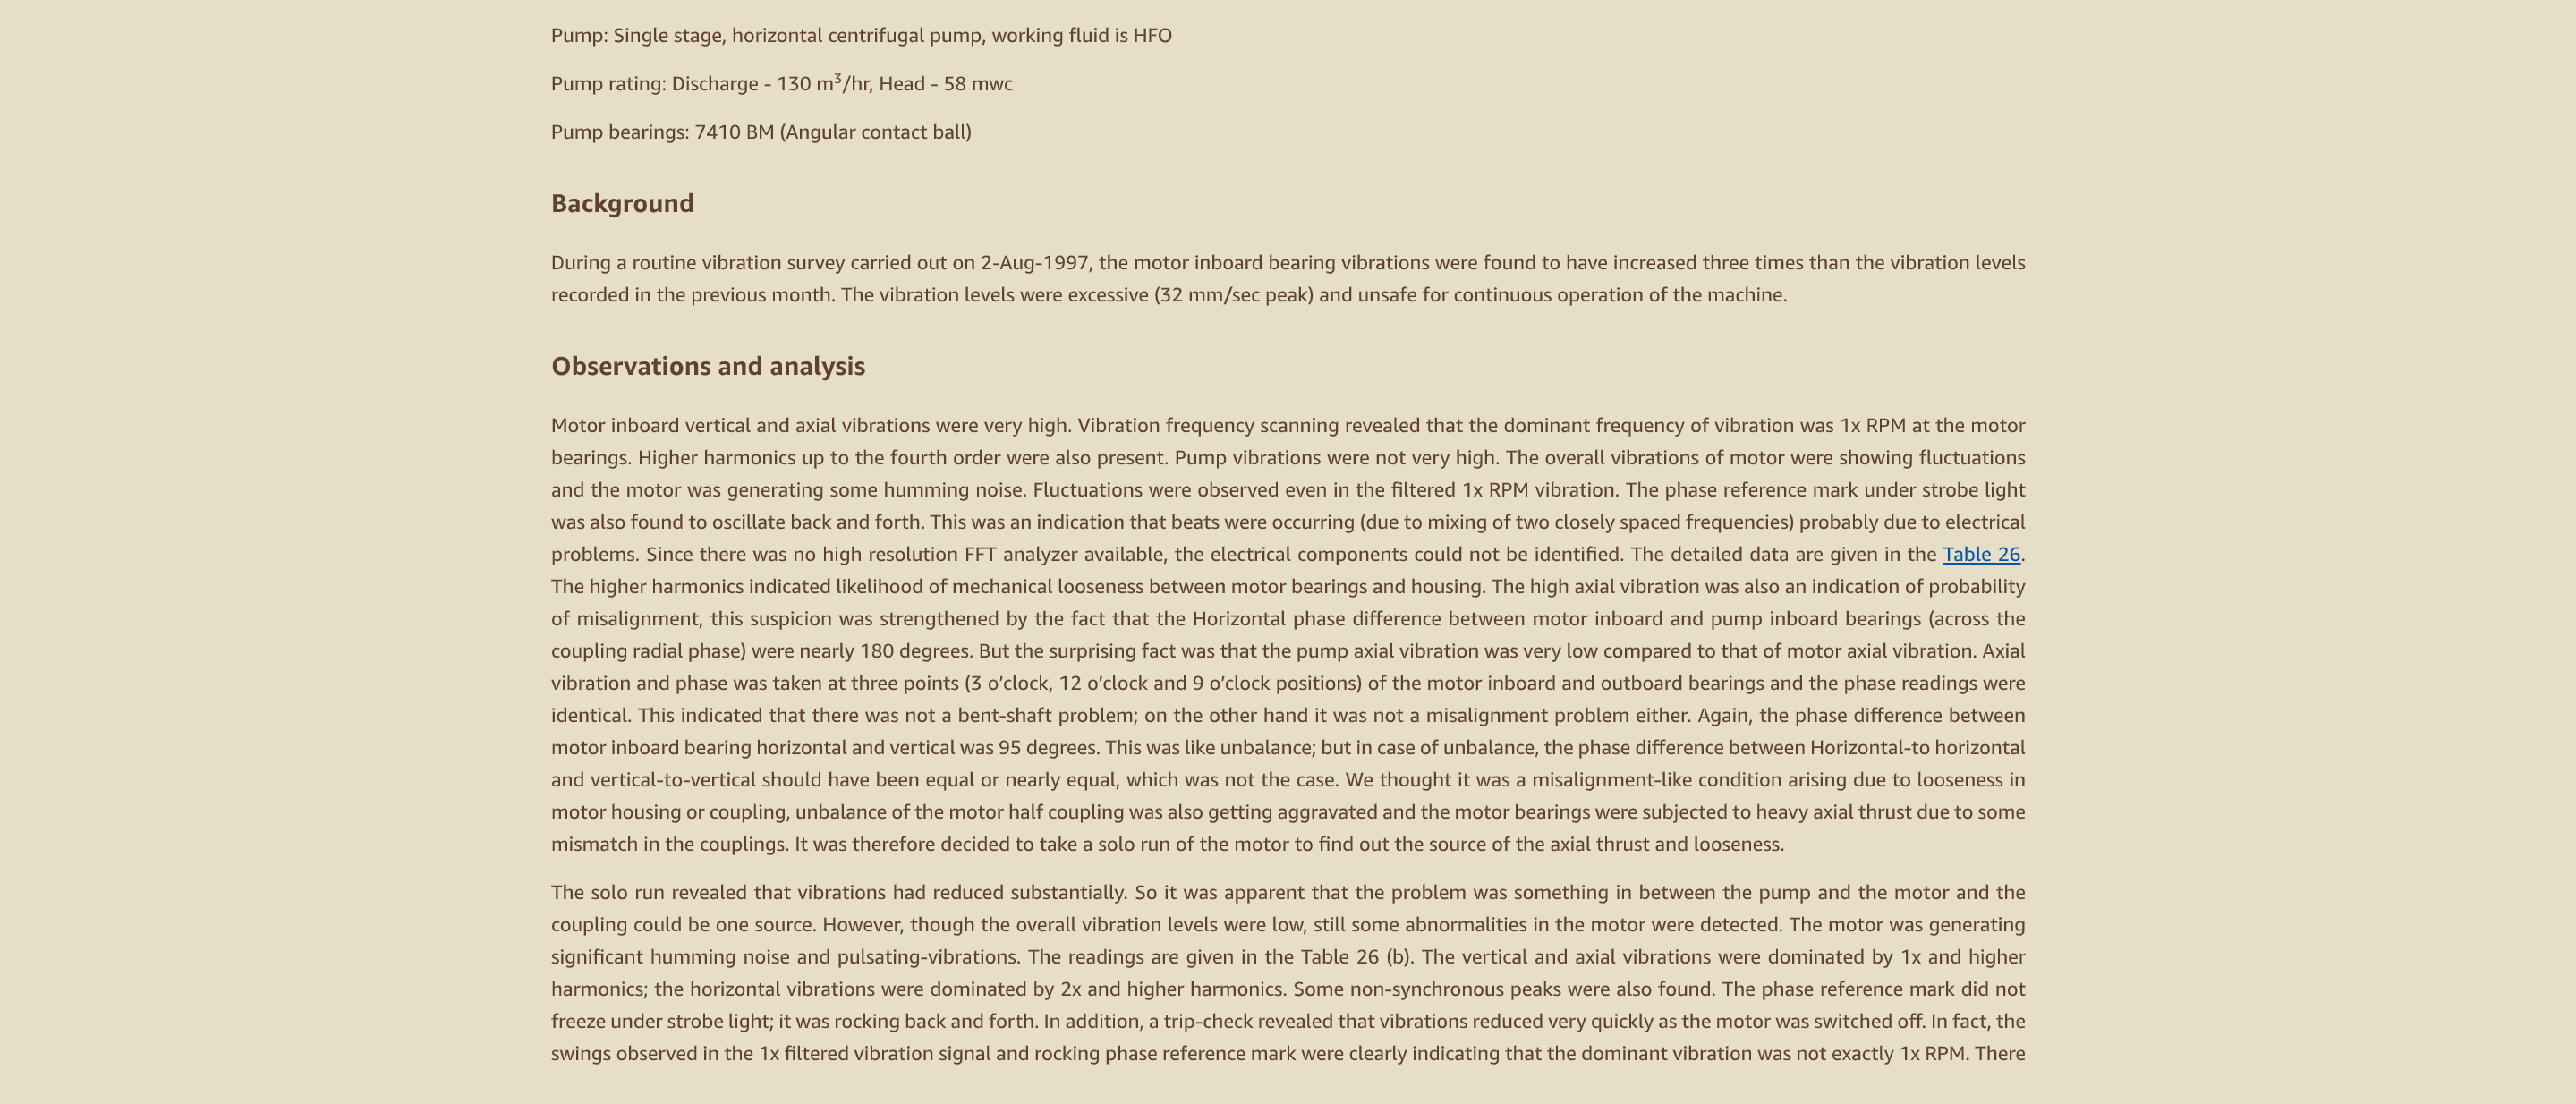 Pump: Single stage, horizontal centrifugal pump, working fluid is HFO
Pump rating: Discharge - 130 m³/hr, Head - 58 mwc
Pump bearings: 7410 BM (Angular contact ball)
Background
During a routine vibration survey carried out on 2-Aug-1997, the motor inboard bearing vibrations were found to have increased three times than the vibration levels
recorded in the previous month. The vibration levels were excessive (32 mm/sec peak) and unsafe for continuous operation of the machine.
Observations and analysis
Motor inboard vertical and axial vibrations were very high. Vibration frequency scanning revealed that the dominant frequency of vibration was 1x RPM at the motor
bearings. Higher harmonics up to the fourth order were also present. Pump vibrations were not very high. The overall vibrations of motor were showing fluctuations
and the motor was generating some humming noise. Fluctuations were observed even in the filtered 1x RPM vibration. The phase reference mark under strobe light
was also found to oscillate back and forth. This was an indication that beats were occurring (due to mixing of two closely spaced frequencies) probably due to electrical
problems. Since there was no high resolution FFT analyzer available, the electrical components could not be identified. The detailed data are given in the Table 26.
The higher harmonics indicated likelihood of mechanical looseness between motor bearings and housing. The high axial vibration was also an indication of probability
of misalignment, this suspicion was strengthened by the fact that the Horizontal phase difference between motor inboard and pump inboard bearings (across the
coupling radial phase) were nearly 180 degrees. But the surprising fact was that the pump axial vibration was very low compared to that of motor axial vibration. Axial
vibration and phase was taken at three points (3 o’clock, 12 o’clock and 9 o’clock positions) of the motor inboard and outboard bearings and the phase readings were
identical. This indicated that there was not a bent-shaft problem; on the other hand it was not a misalignment problem either. Again, the phase difference between
motor inboard bearing horizontal and vertical was 95 degrees. This was like unbalance; but in case of unbalance, the phase difference between Horizontal-to horizontal
and vertical-to-vertical should have been equal or nearly equal, which was not the case. We thought it was a misalignment-like condition arising due to looseness in
motor housing or coupling, unbalance of the motor half coupling was also getting aggravated and the motor bearings were subjected to heavy axial thrust due to some
mismatch in the couplings. It was therefore decided to take a solo run of the motor to find out the source of the axial thrust and looseness.
The solo run revealed that vibrations had reduced substantially. So it was apparent that the problem was something in between the pump and the motor and the
coupling could be one source. However, though the overall vibration levels were low, still some abnormalities in the motor were detected. The motor was generating
significant humming noise and pulsating-vibrations. The readings are given in the Table 26 (b). The vertical and axial vibrations were dominated by 1x and higher
harmonics; the horizontal vibrations were dominated by 2x and higher harmonics. Some non-synchronous peaks were also found. The phase reference mark did not
freeze under strobe light; it was rocking back and forth. In addition, a trip-check revealed that vibrations reduced very quickly as the motor was switched off. In fact, the
swings observed in the 1x filtered vibration signal and rocking phase reference mark were clearly indicating that the dominant vibration was not exactly 1x RPM. There